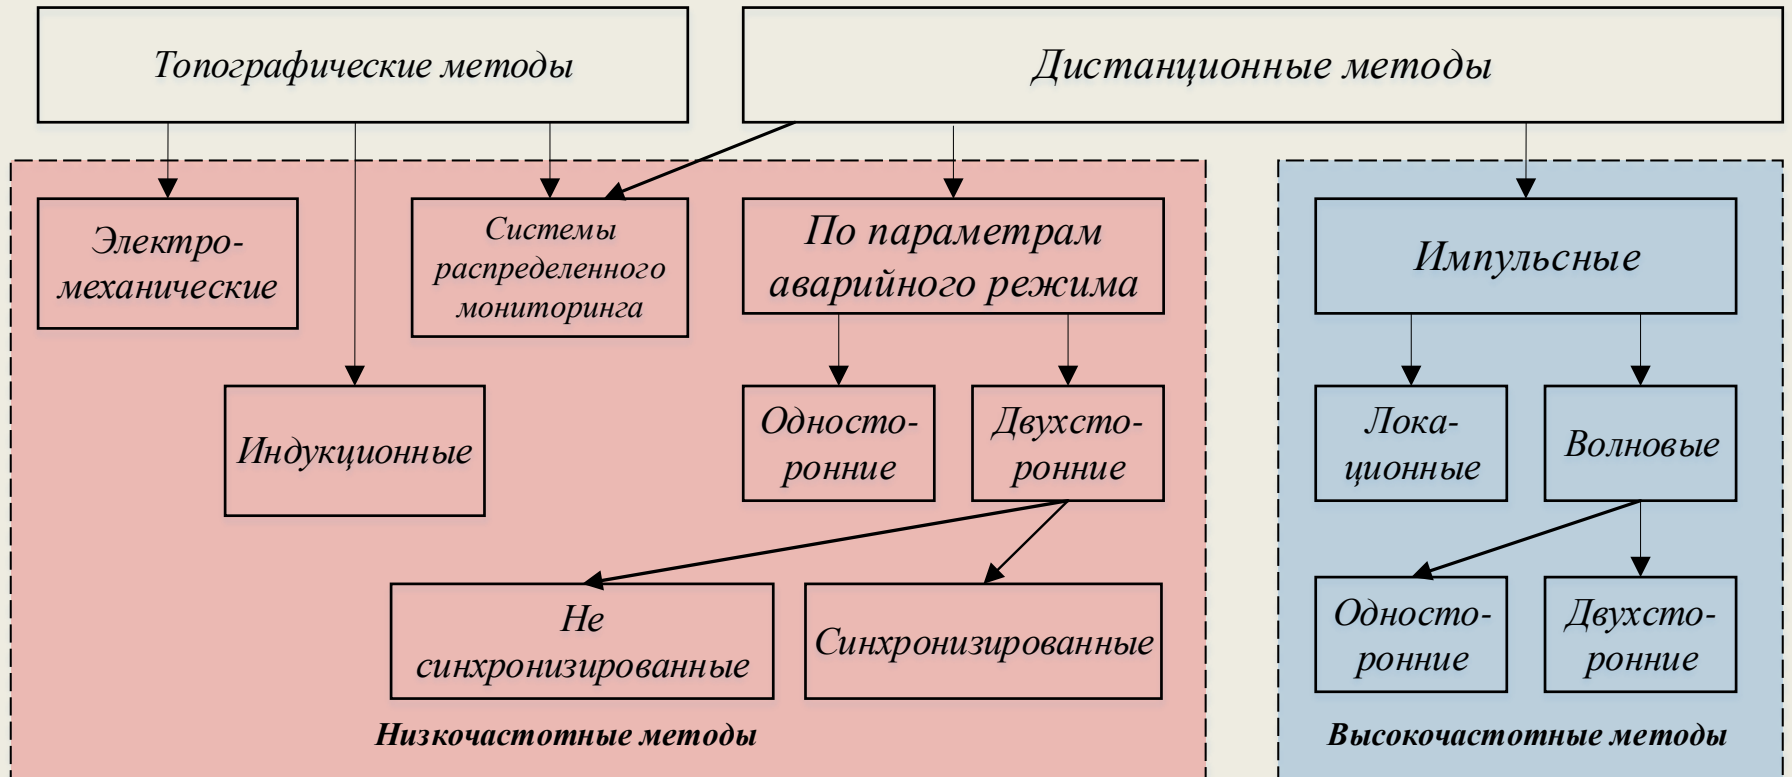 Топографические методы
Дистанционные методы
Электро-
механические
Системы
распределенного
мониторинга
По параметрам
аварийного режима
Импульсные
Индукционные
Односто-
ронние
Двухсто-
ронние
Лока-
ционные
Волновые
Не
синхронизированные
Синхронизированные
Односто-
ронние
Двухсто-
ронние
Низкочастотные методы
Высокочастотные методы